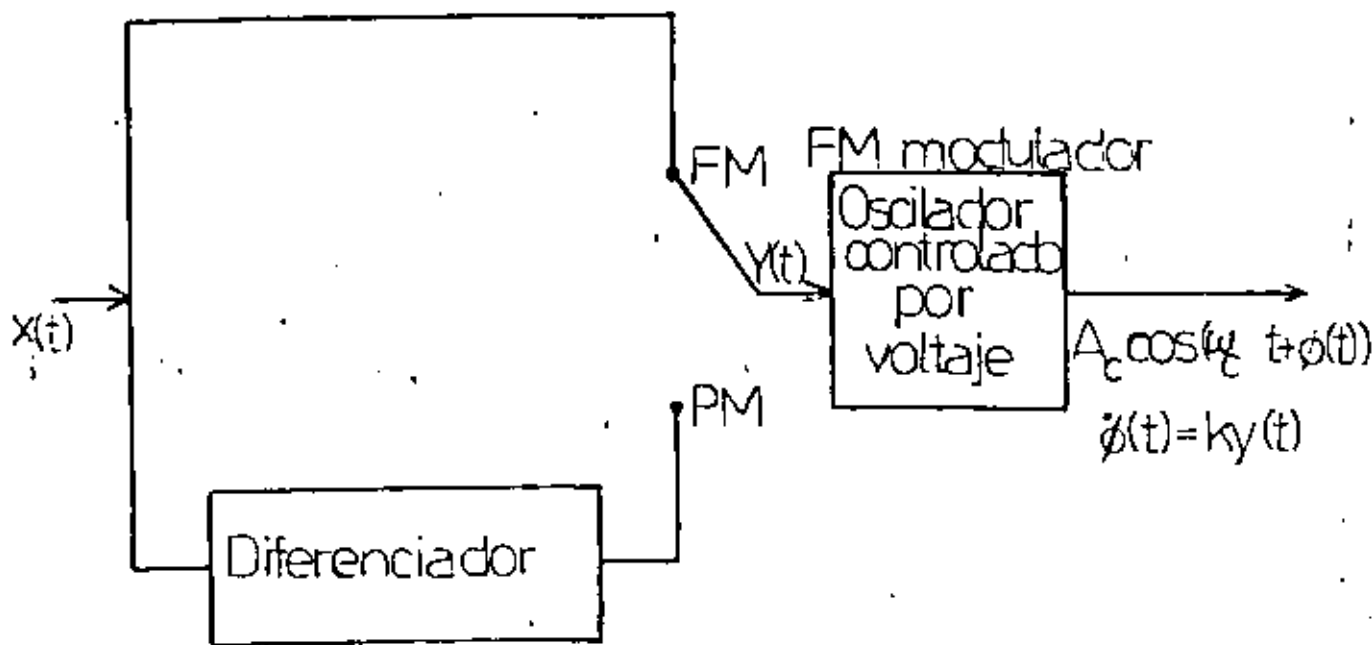 X(t)
FM
PM
Y(t)
FM modulador
Oscilador
controlado
por
voltaje
A_c cos(ω_c t+φ(t))
φ̇(t)=ky(t)
Diferenciador